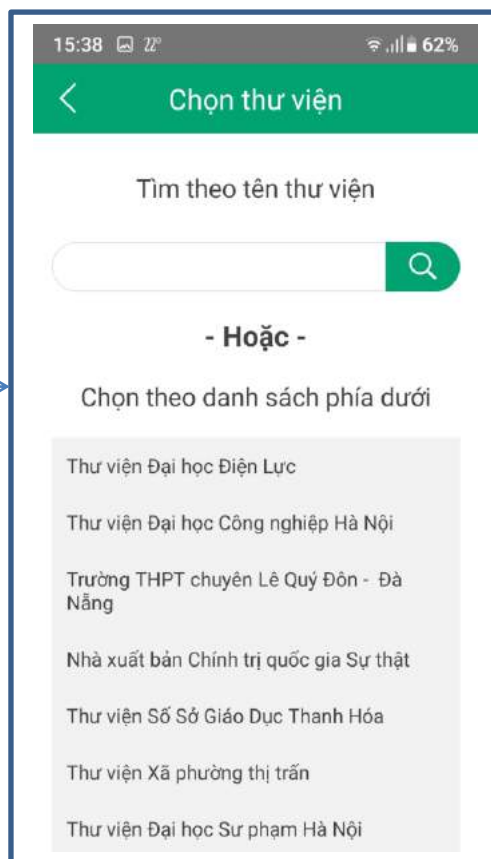 15:38 22° 62%
Chọn thư viện
Tìm theo tên thư viện
- Hoặc -
Chọn theo danh sách phía dưới
Thư viện Đại học Điện Lực
Thư viện Đại học Công nghiệp Hà Nội
Trường THPT chuyên Lê Quý Đôn - Đà
Nẵng
Nhà xuất bản Chính trị quốc gia Sự thật
Thư viện Số Sở Giáo Dục Thanh Hóa
Thư viện Xã phường thị trấn
Thư viện Đại học Sư phạm Hà Nội